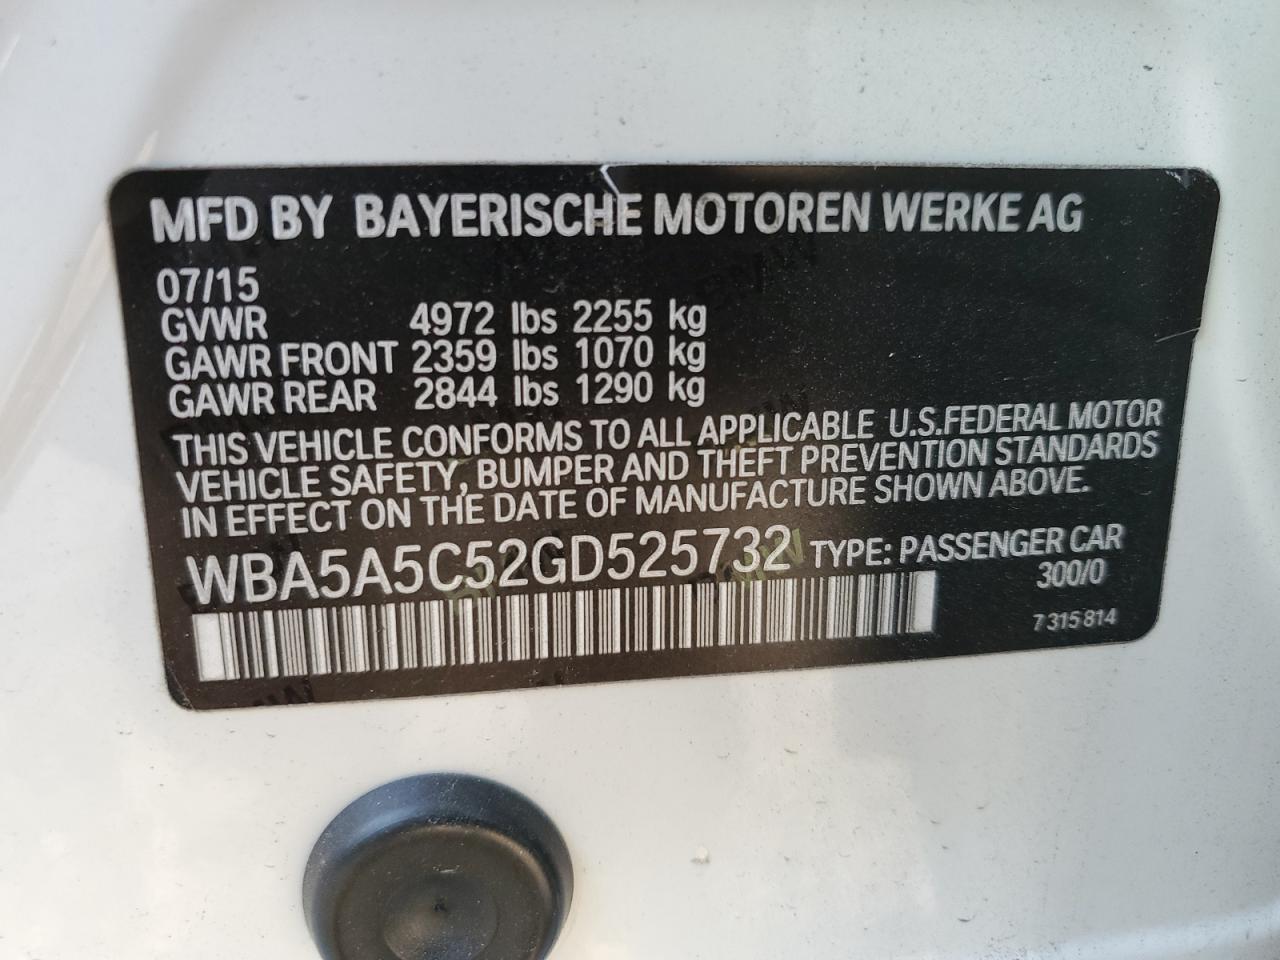 MFD BY BAYERISCHE MOTOREN WERKE AG
07/15
GVWR 4972 lbs 2255 kg
GAWR FRONT 2359 lbs 1070 kg
GAWR REAR 2844 lbs 1290 kg
THIS VEHICLE CONFORMS TO ALL APPLICABLE U.S.FEDERAL MOTOR
VEHICLE SAFETY, BUMPER AND THEFT PREVENTION STANDARDS
IN EFFECT ON THE DATE OF MANUFACTURE SHOWN ABOVE.
WBA5A5C52GD525732 TYPE: PASSENGER CAR
300/0
7 315 814